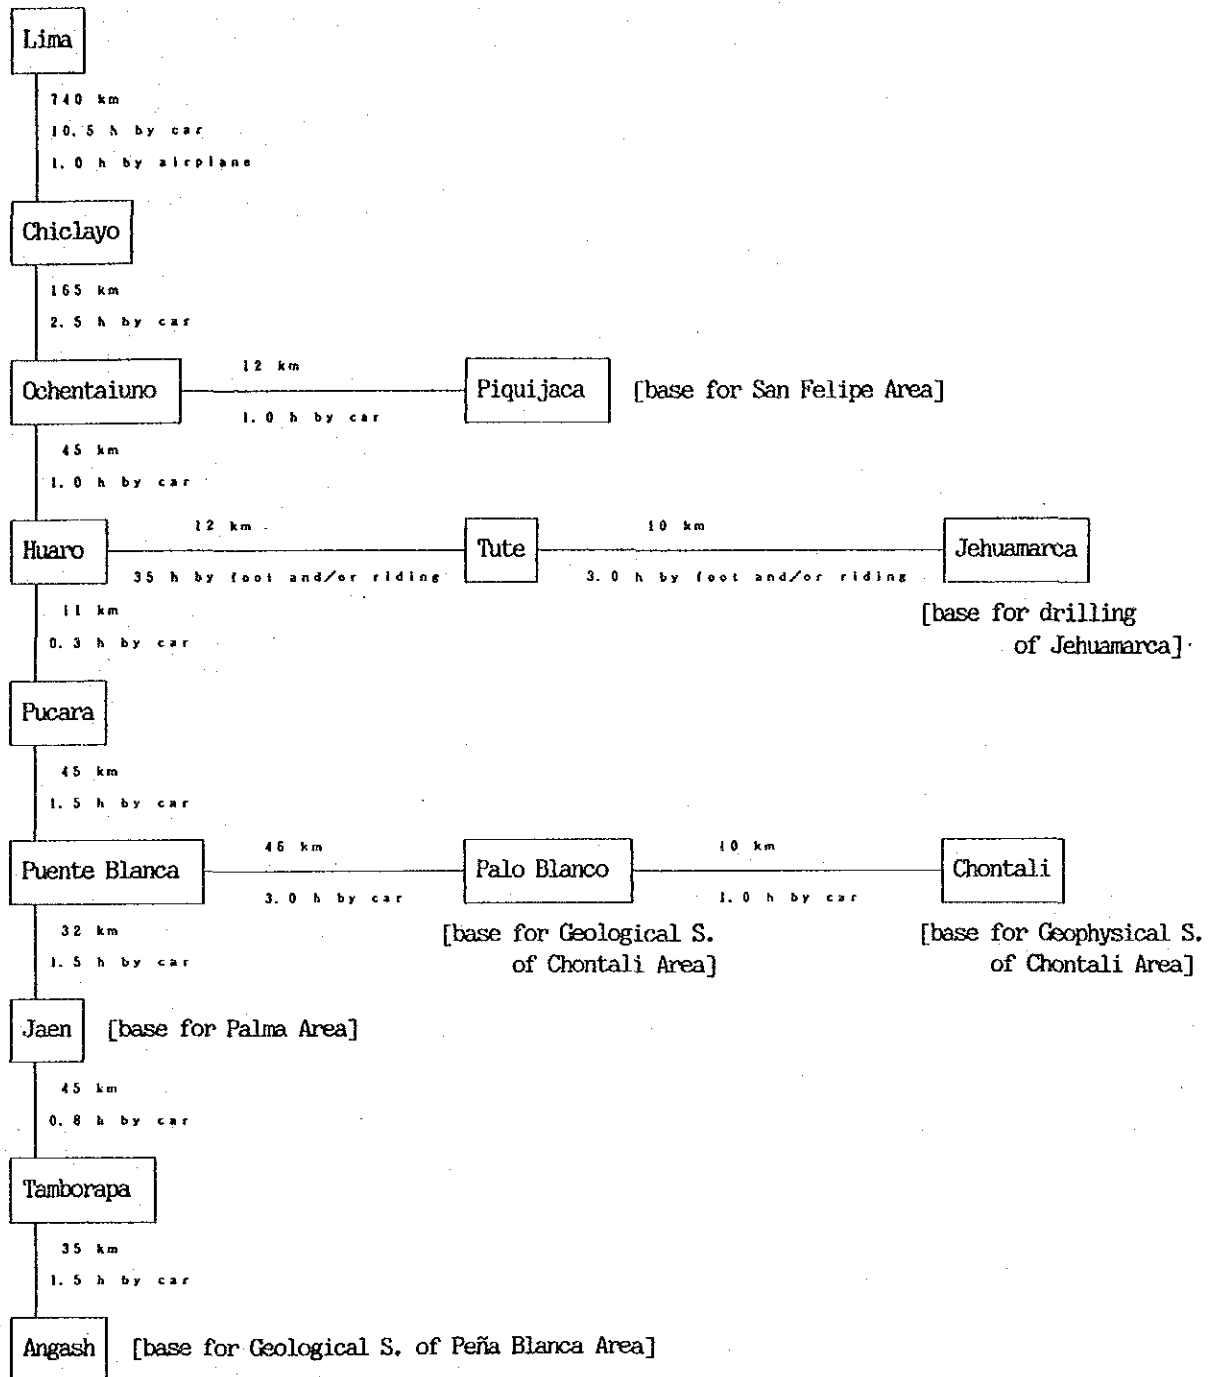 Lima
740 km
10.5 h by car
1.0 h by airplane
Chiclayo
165 km
2.5 h by car
Ochentaiuno
12 km
1.0 h by car
Piquijaca
[base for San Felipe Area]
45 km
1.0 h by car
Huaro
12 km
35 h by foot and/or riding
Tute
10 km
3.0 h by foot and/or riding
Jehuamarca
[base for drilling
of Jehuamarca]
11 km
0.3 h by car
Pucara
45 km
1.5 h by car
Puente Blanca
46 km
3.0 h by car
Palo Blanco
[base for Geological S.
of Chontali Area]
10 km
1.0 h by car
Chontali
[base for Geophysical S.
of Chontali Area]
32 km
1.5 h by car
Jaen
[base for Palma Area]
45 km
0.8 h by car
Tamborapa
35 km
1.5 h by car
Angash
[base for Geological S. of Peña Blanca Area]